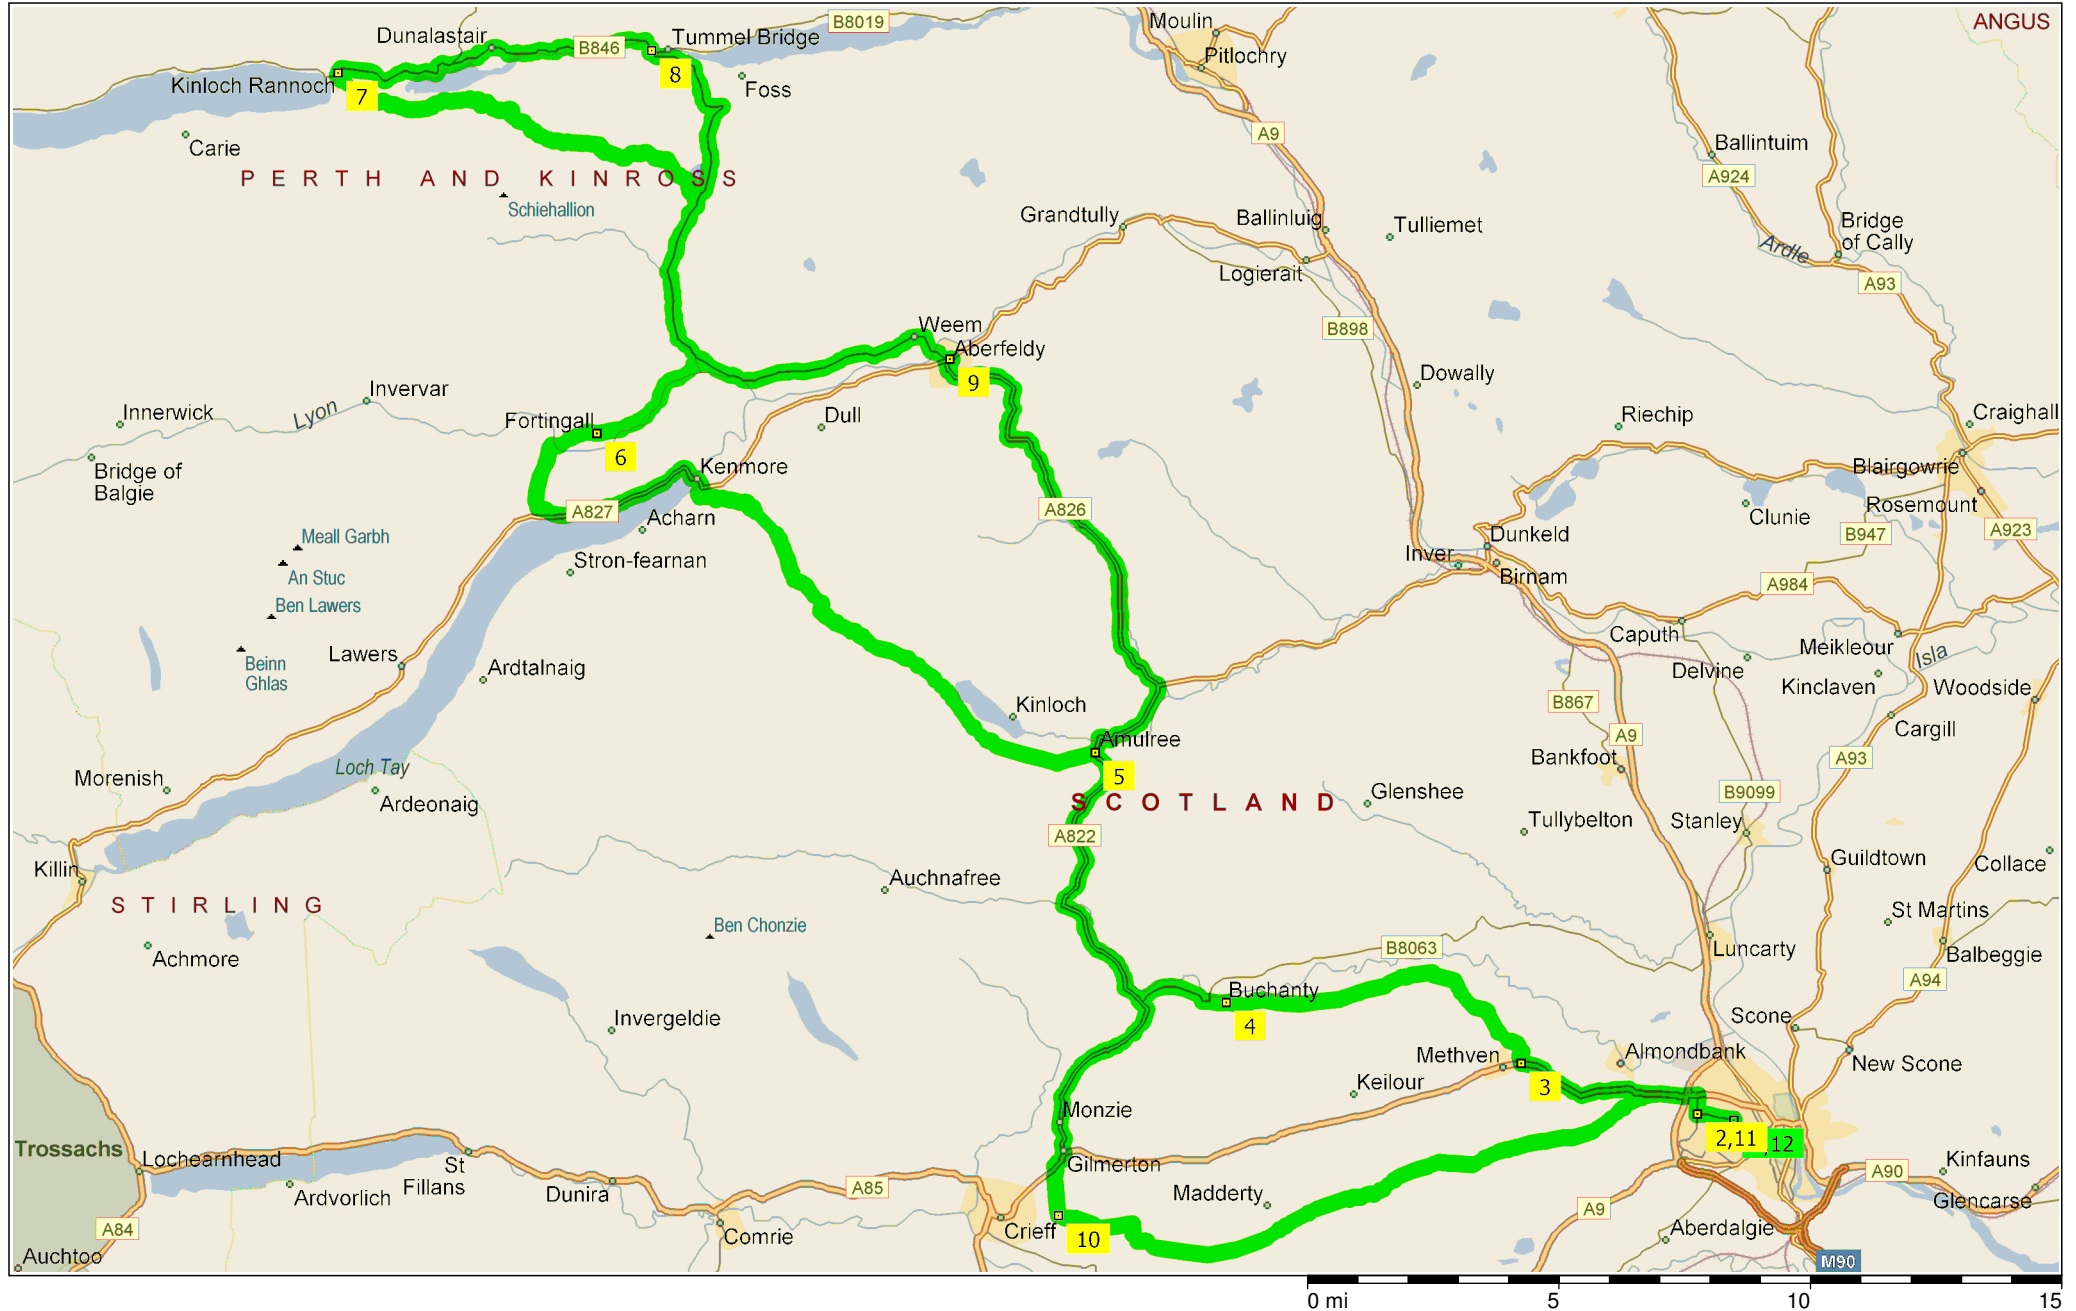 B8019
Moulin
ANGUS
Dunalastair
B846
Tummel Bridge
Pitlochry
Kinloch Rannoch
7
8
Foss
Carie
A9
Ballintuim
A924
PERTH AND KINROSS
Schiehallion
Grandtully
Ballinluig
Tulliemet
Bridge
of Cally
Ardle
Logierait
A93
Weem
B898
Aberfeldy
9
Dowally
Invervar
Innerwick
Lyon
Fortingall
6
Dull
Riechip
Craighall
Bridge of
Balgie
Kenmore
Blairgowrie
Rosemount
A827
Acharn
A826
Clunie
B947
A923
Meall Garbh
An Stuc
Stron-fearnan
Inver
Dunkeld
Birnam
A984
Ben Lawers
Caputh
Meikleour
Isla
Lawers
Beinn
Ghlas
Ardtalnaig
Delvine
Kinclaven
Woodside
Kinloch
B867
Cargill
Amulree
5
A9
Bankfoot
A93
Loch Tay
Morenish
Ardeonaig
SCOTLAND
Glenshee
B9099
A822
Tullybelton
Stanley
Killin
Auchnafree
Guildtown
Collace
STIRLING
Ben Chonzie
St Martins
Achmore
B8063
Luncarty
Balbeggie
Buchanty
4
A94
Invergeldie
Scone
Methven
3
Almondbank
New Scone
Keilour
Monzie
2,11
12
Trossachs
Lochearnhead
St
Fillans
Gilmerton
Kinfauns
A90
Ardvorlich
Dunira
A85
Madderty
Glencarse
A84
Crieff
10
A9
Aberdalgie
Comrie
Auchtoo
M90
0 mi
5
10
15